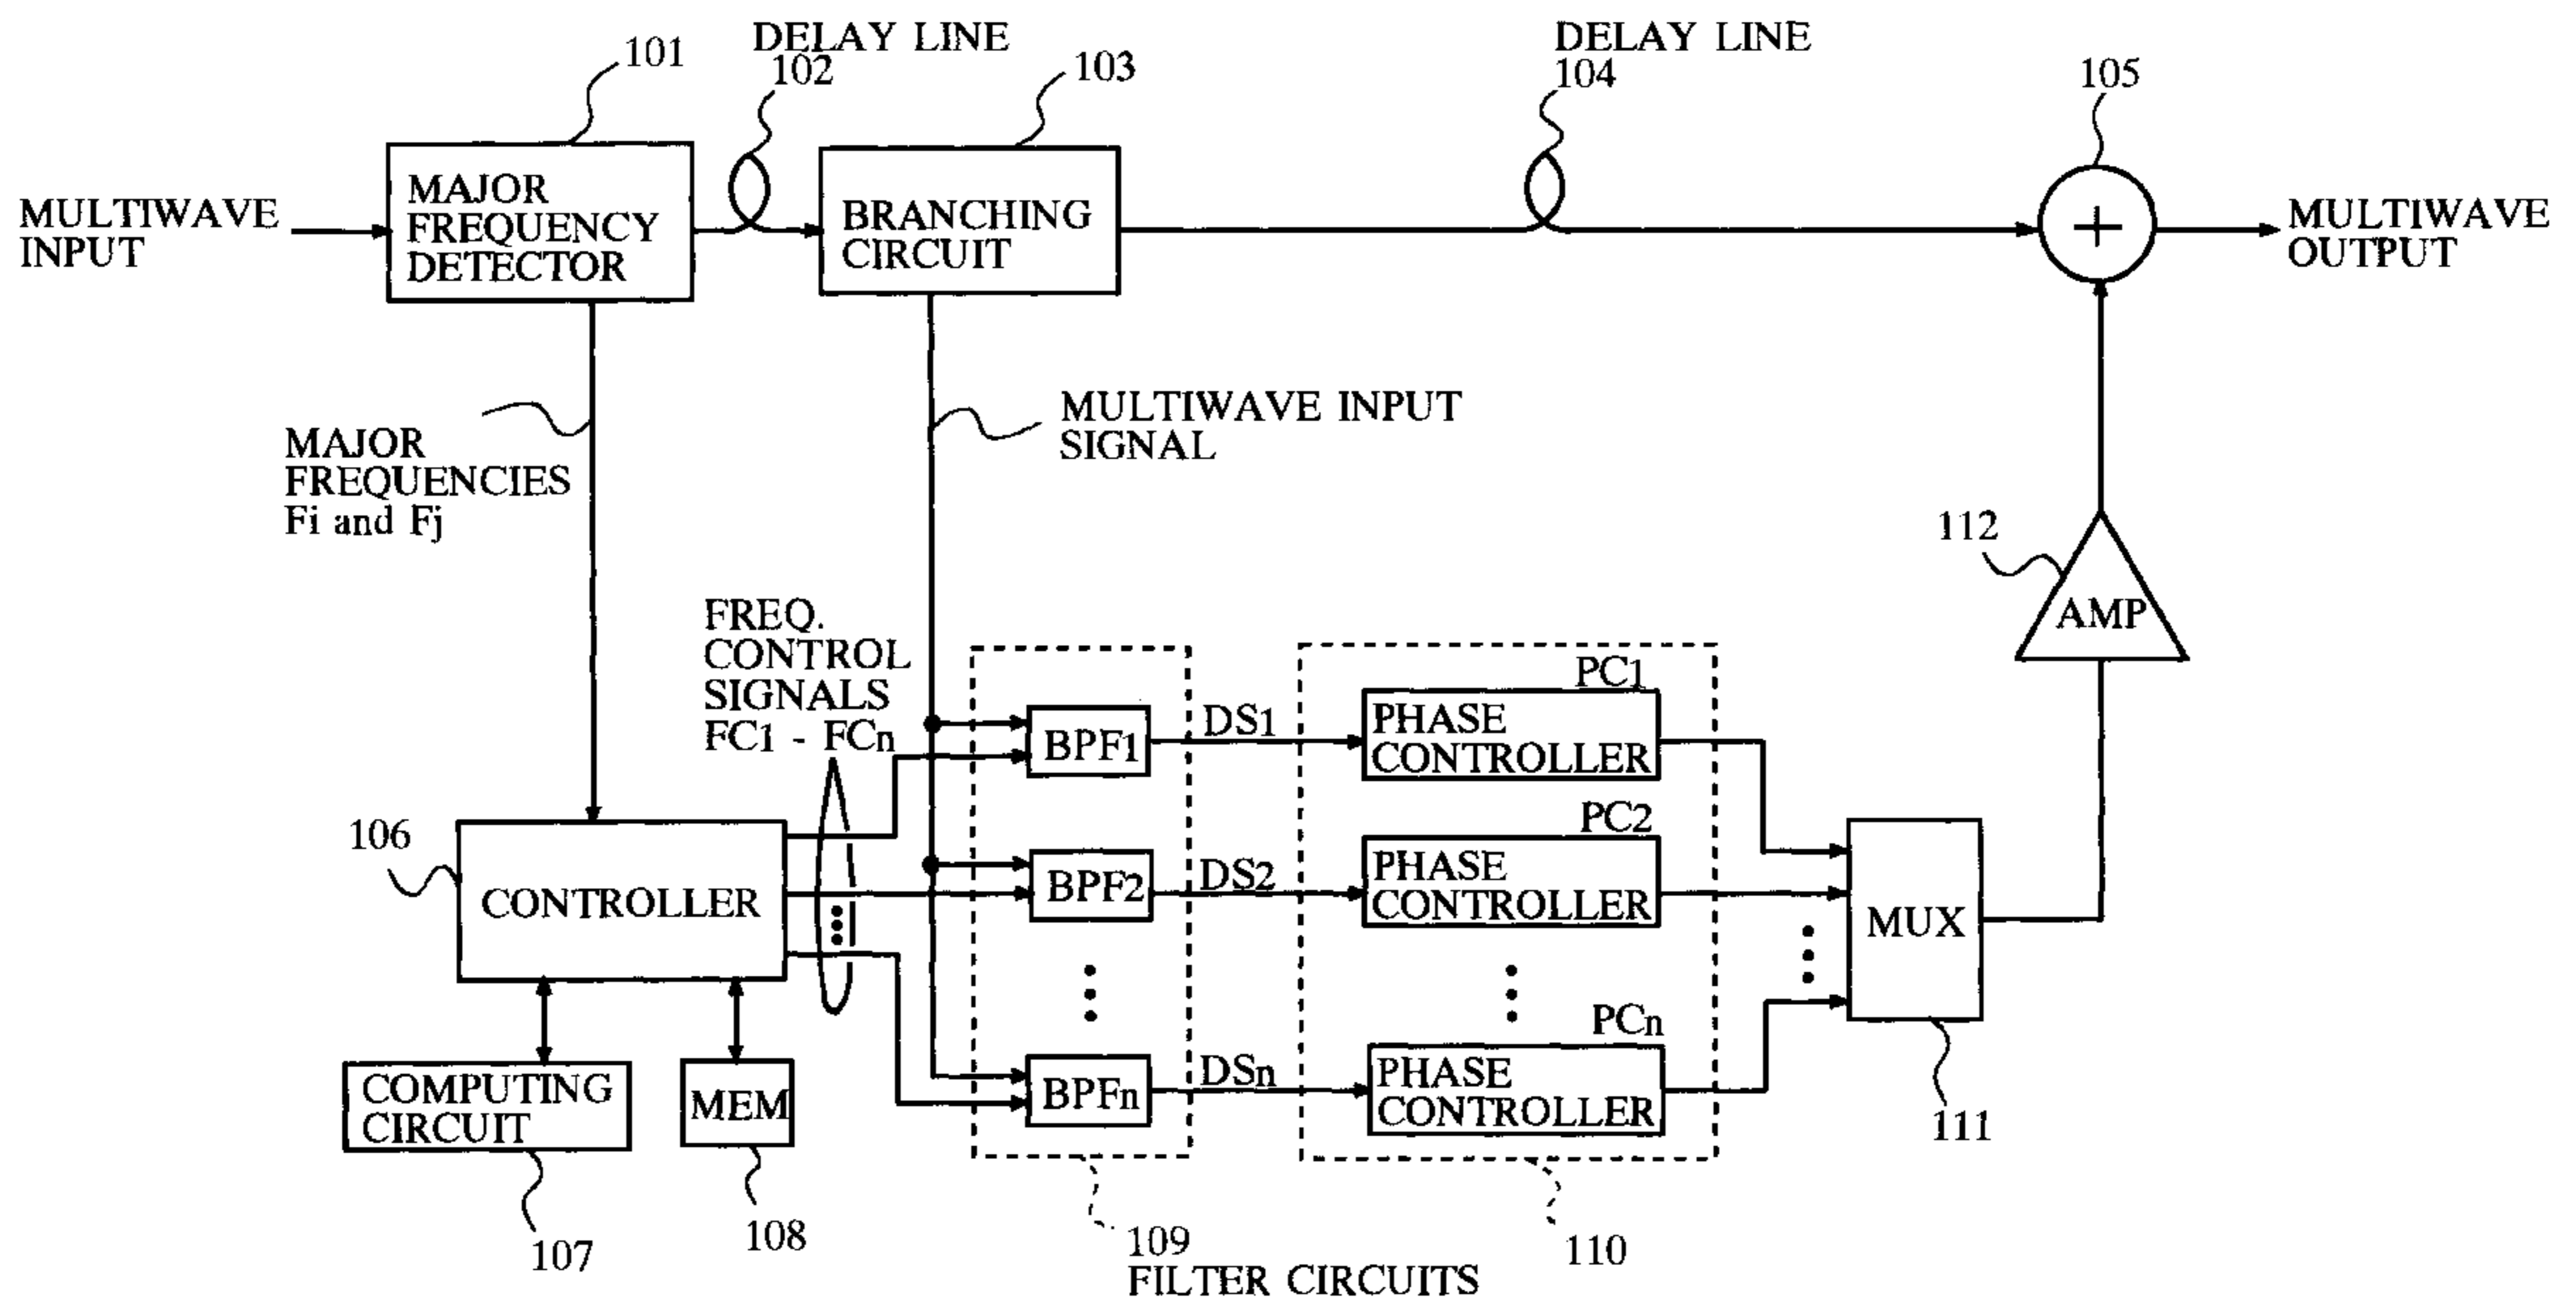 DELAY LINE
102
DELAY LINE
104
101
103
105
MULTIWAVE
INPUT
MAJOR
FREQUENCY
DETECTOR
BRANCHING
CIRCUIT
+
MULTIWAVE
OUTPUT
MAJOR
FREQUENCIES
Fi and Fj
MULTIWAVE INPUT
SIGNAL
112
AMP
FREQ.
CONTROL
SIGNALS
FC1 - FCn
BPF1
DS1
PC1
PHASE
CONTROLLER
106
CONTROLLER
BPF2
DS2
PC2
PHASE
CONTROLLER
MUX
BPFn
DSn
PCn
PHASE
CONTROLLER
111
COMPUTING
CIRCUIT
MEM
107
108
109
FILTER CIRCUITS
110